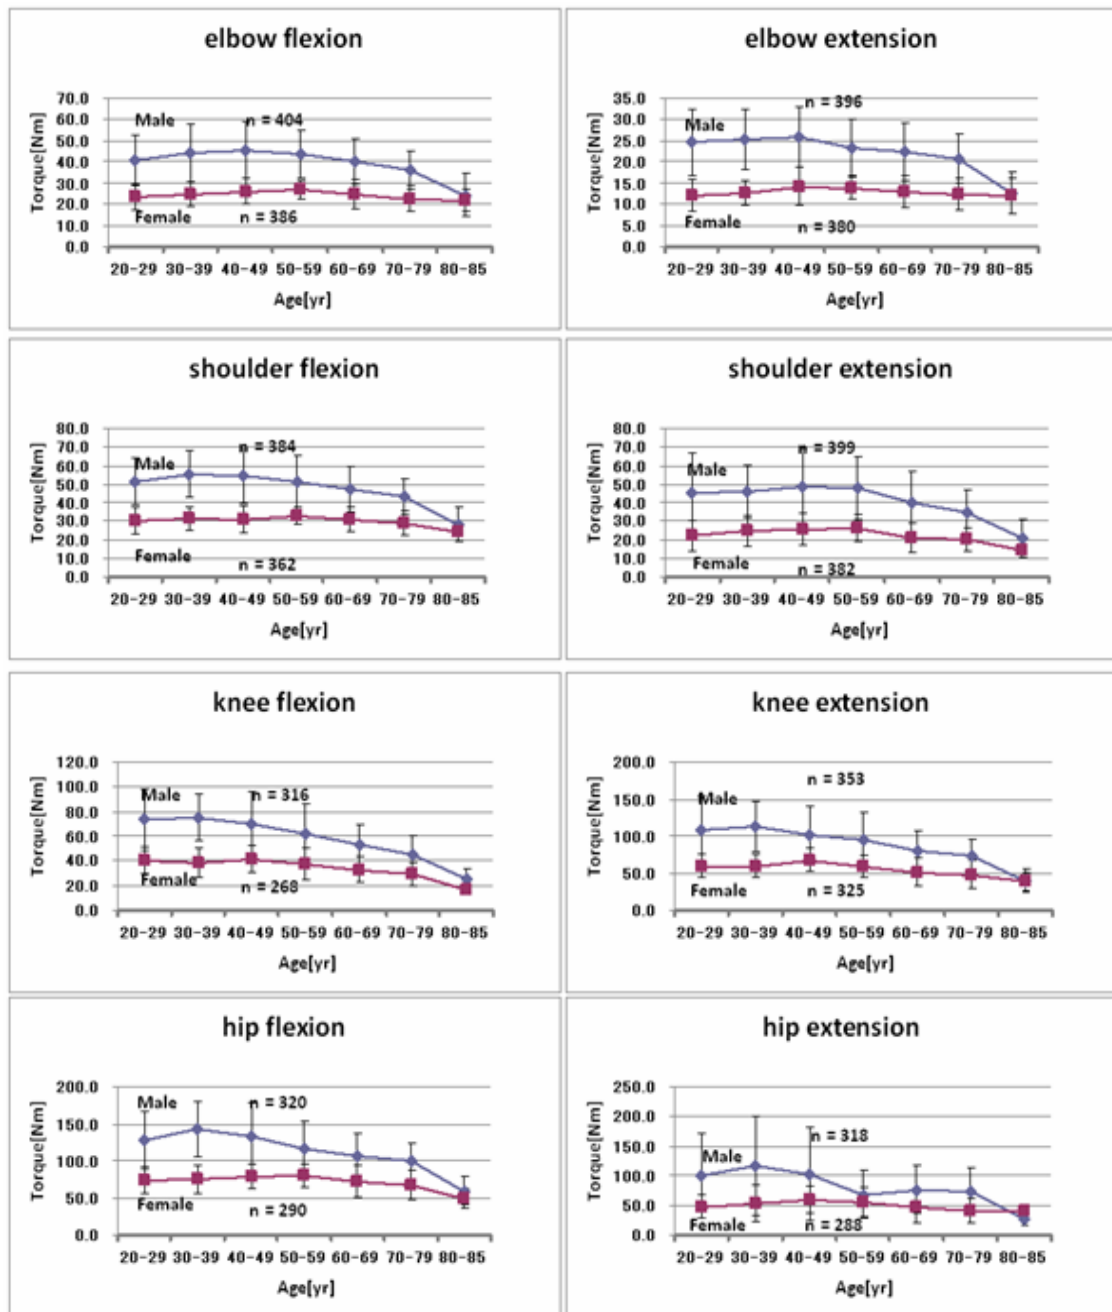 elbow flexion
70.0
60.0
50.0
40.0
30.0
20.0
10.0
0.0
Torque[Nm]
Male
n = 404
Female
n = 386
20-29 30-39 40-49 50-59 60-69 70-79 80-85
Age[yr]
elbow extension
35.0
30.0
25.0
20.0
15.0
10.0
5.0
0.0
Torque[Nm]
n = 396
Male
Female
n = 380
20-29 30-39 40-49 50-59 60-69 70-79 80-85
Age[yr]
shoulder flexion
80.0
70.0
60.0
50.0
40.0
30.0
20.0
10.0
0.0
Torque[Nm]
n = 384
Male
Female
n = 362
20-29 30-39 40-49 50-59 60-69 70-79 80-85
Age[yr]
shoulder extension
80.0
70.0
60.0
50.0
40.0
30.0
20.0
10.0
0.0
Torque[Nm]
n = 399
Male
Female
n = 382
20-29 30-39 40-49 50-59 60-69 70-79 80-85
Age[yr]
knee flexion
120.0
100.0
80.0
60.0
40.0
20.0
0.0
Torque[Nm]
Male
n = 316
Female
n = 268
20-29 30-39 40-49 50-59 60-69 70-79 80-85
Age[yr]
knee extension
200.0
150.0
100.0
50.0
0.0
Torque[Nm]
n = 353
Male
Female
n = 325
20-29 30-39 40-49 50-59 60-69 70-79 80-85
Age[yr]
hip flexion
200.0
150.0
100.0
50.0
0.0
Torque[Nm]
Male
n = 320
Female
n = 290
20-29 30-39 40-49 50-59 60-69 70-79 80-85
Age[yr]
hip extension
250.0
200.0
150.0
100.0
50.0
0.0
Torque[Nm]
n = 318
Male
Female
n = 288
20-29 30-39 40-49 50-59 60-69 70-79 80-85
Age[yr]